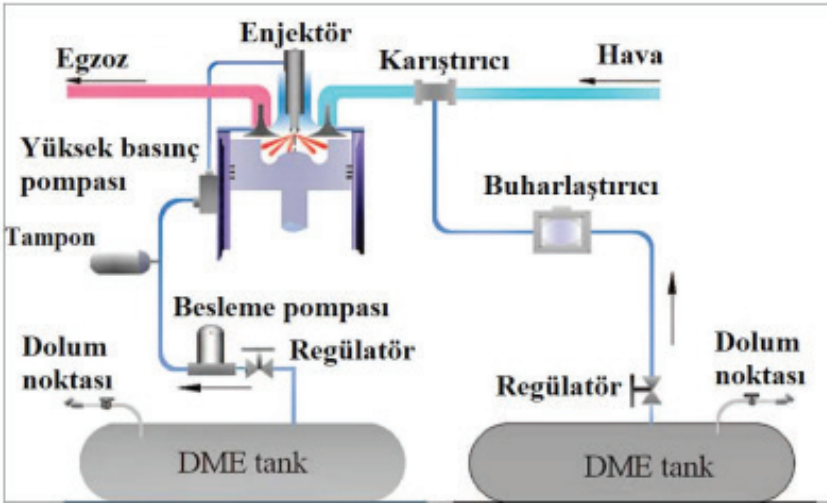 Enjektör
Egzoz
Karıştırıcı
Hava
Yüksek basınç
pompası
Buharlaştırıcı
Tampon
Besleme pompası
Dolum
noktası
Regülatör
Regülatör
Dolum
noktası
DME tank
DME tank